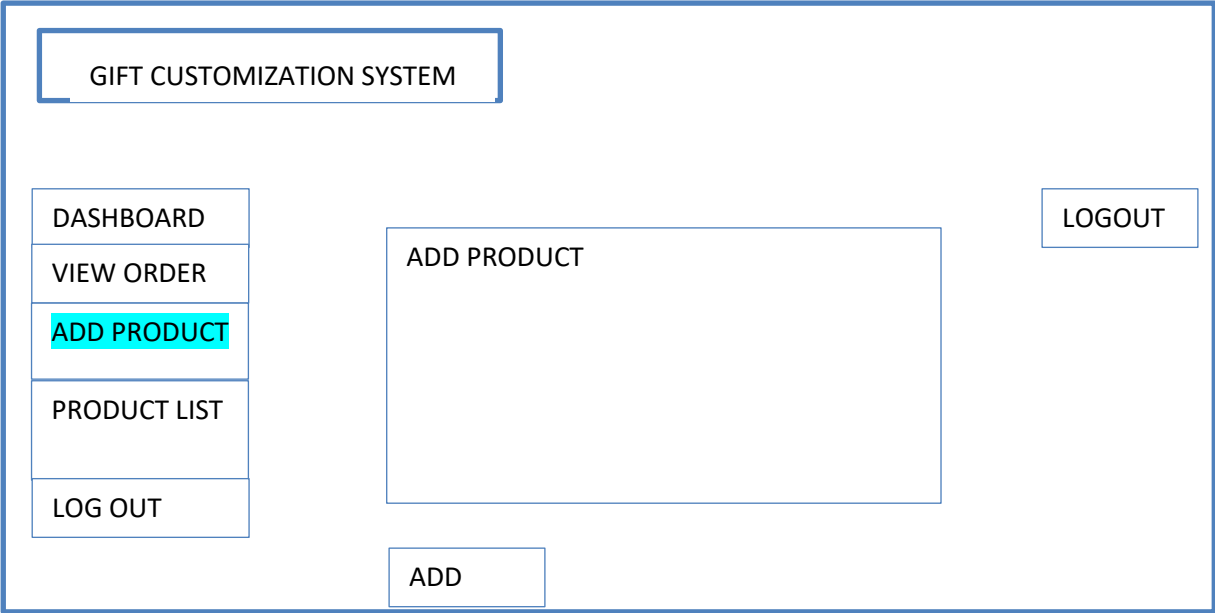 GIFT CUSTOMIZATION SYSTEM
DASHBOARD
VIEW ORDER
ADD PRODUCT
PRODUCT LIST
LOG OUT
ADD PRODUCT
ADD
LOGOUT